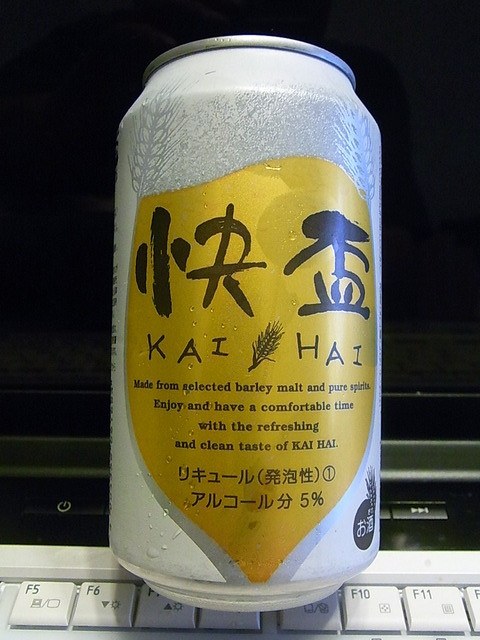 快盃
KAI HAI
Made from selected barley malt and pure spirits.
Enjoy and have a comfortable time
with the refreshing
and clean taste of KAI HAI.
リキュール(発泡性)①
アルコール分 5%
お酒
F5
F6
F10
F11